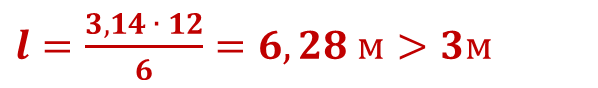 l = 3,14 · 12 / 6 = 6,28 м > 3м